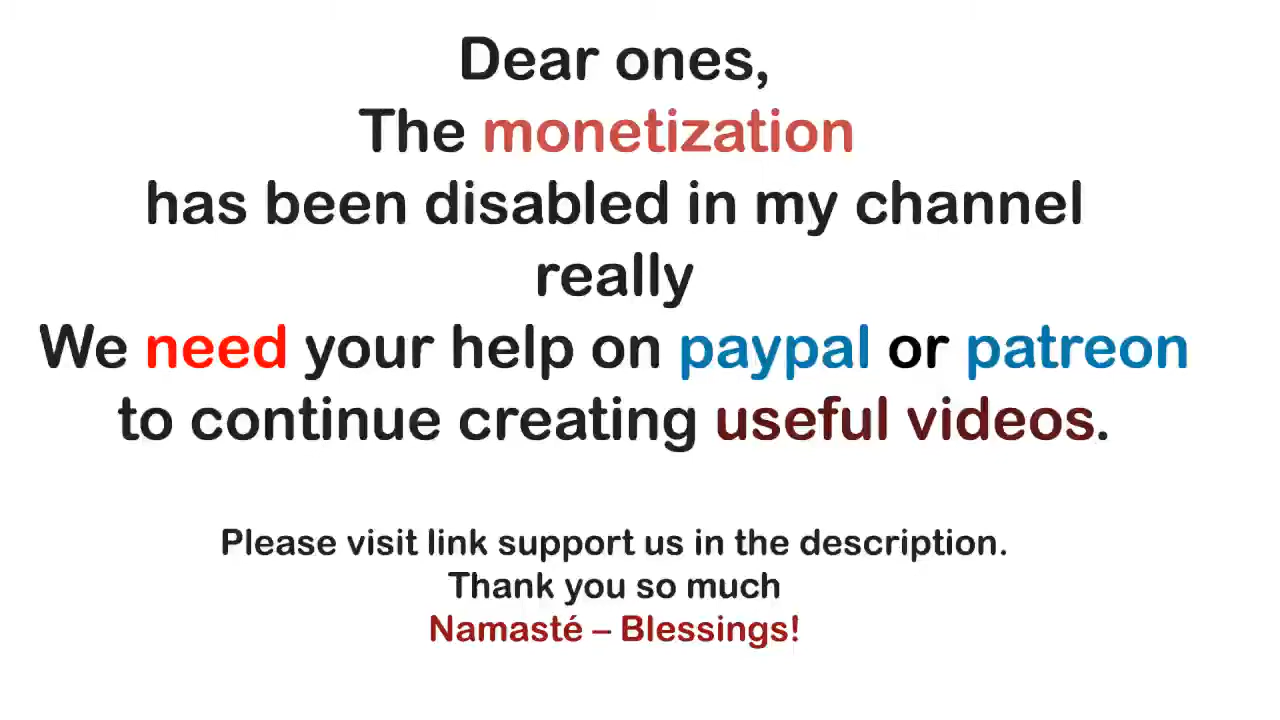 Dear ones,
The monetization
has been disabled in my channel
really
We need your help on paypal or patreon
to continue creating useful videos.
Please visit link support us in the description.
Thank you so much
Namasté – Blessings!